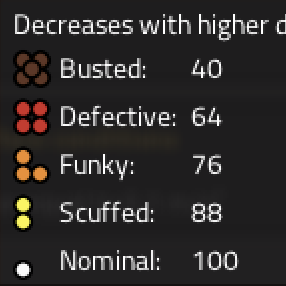 Decreases with higher d
Busted: 40
Defective: 64
Funky: 76
Scuffed: 88
Nominal: 100